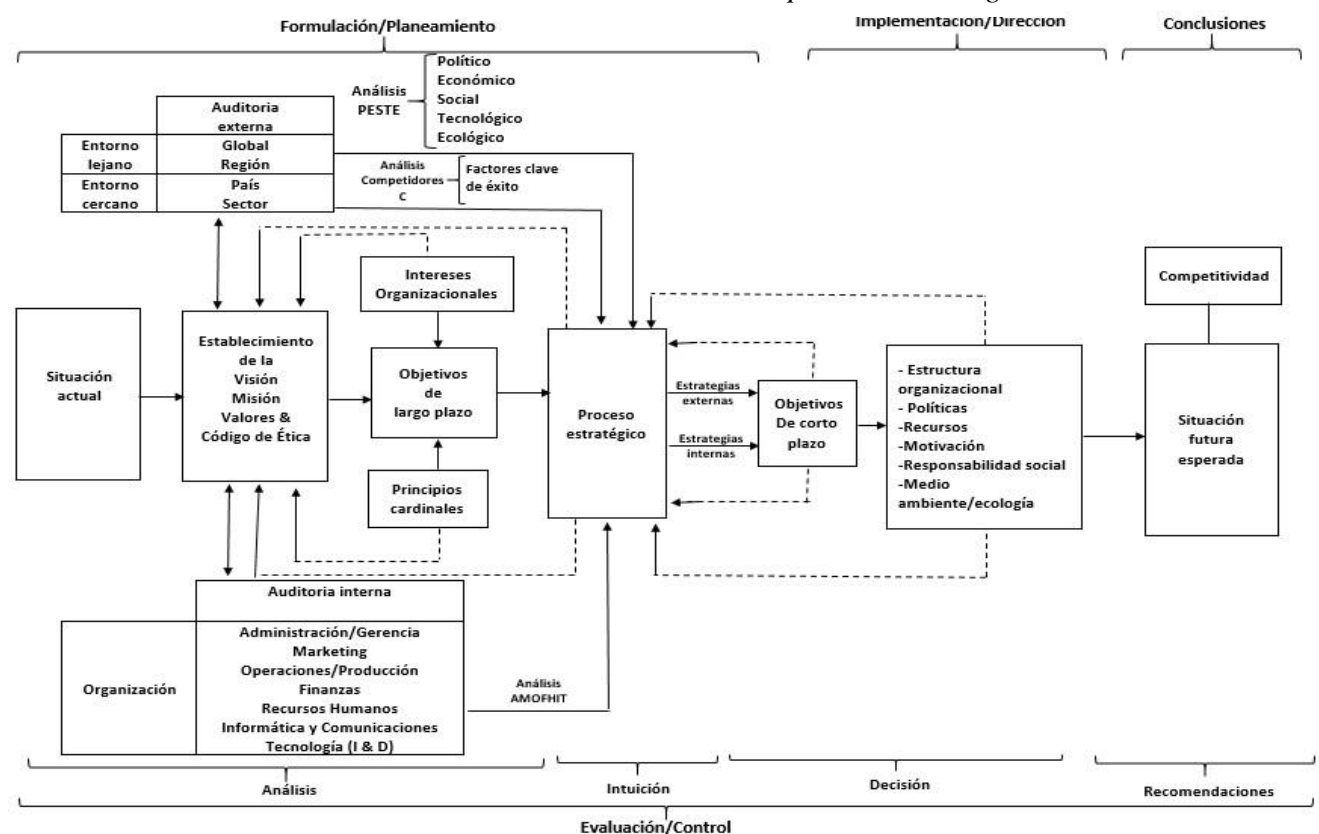 Formulación/Planeamiento
Implementación/Dirección
Conclusiones
Análisis
PESTE
Político
Económico
Social
Tecnológico
Ecológico
Auditoria
externa
Entorno
lejano
Global
Región
Entorno
cercano
País
Sector
Análisis
Competidores
C
Factores clave
de éxito
Intereses
Organizacionales
Competitividad
Situación
actual
Establecimiento
de la
Visión
Misión
Valores &
Código de Ética
Objetivos
de
largo plazo
Principios
cardinales
Proceso
estratégico
Estrategias
externas
Estrategias
internas
Objetivos
De corto
plazo
- Estructura
organizacional
- Políticas
-Recursos
-Motivación
-Responsabilidad social
-Medio
ambiente/ecología
Situación
futura
esperada
Auditoria interna
Organización
Administración/Gerencia
Marketing
Operaciones/Producción
Finanzas
Recursos Humanos
Informática y Comunicaciones
Tecnología (I & D)
Análisis
AMOFHIT
Análisis
Intuición
Decisión
Recomendaciones
Evaluación/Control